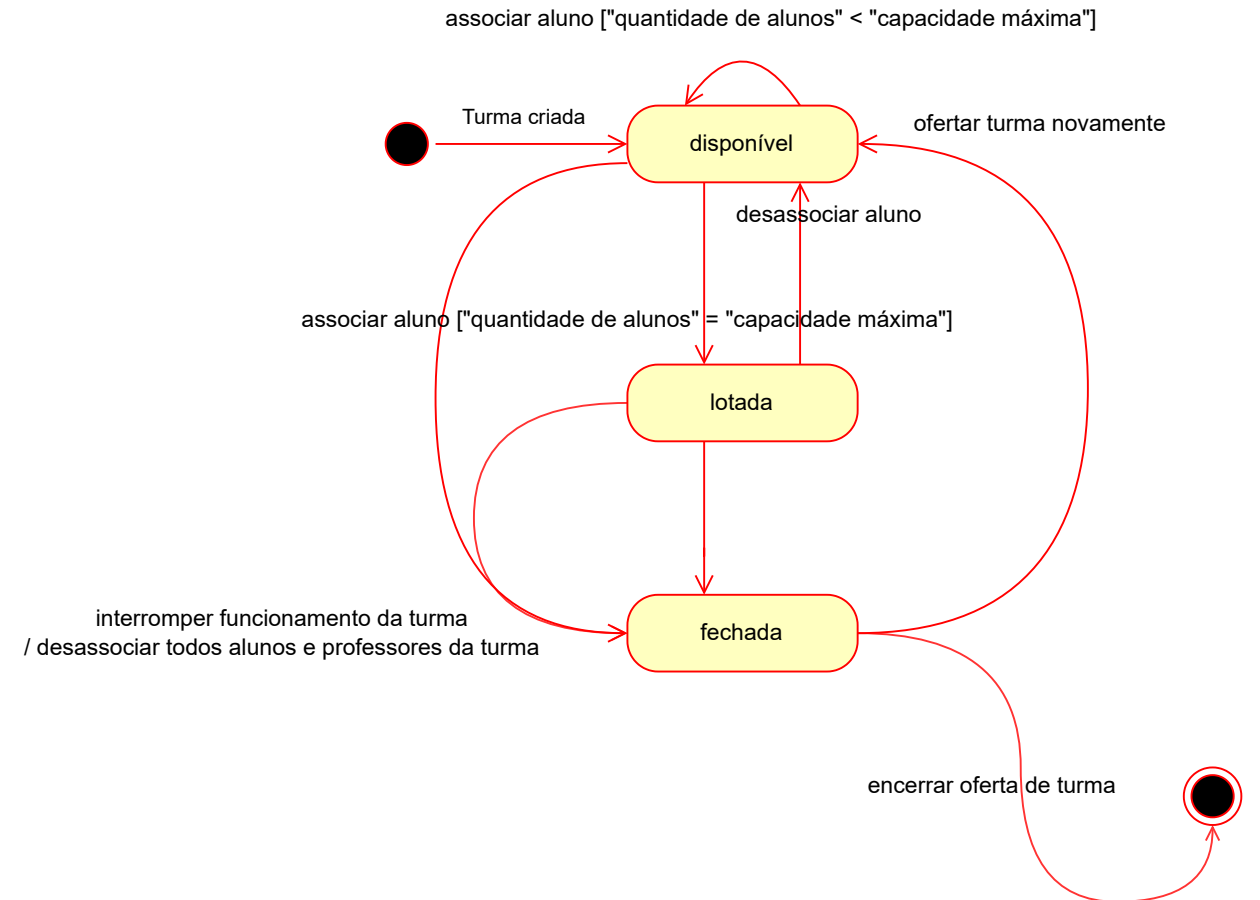 associar aluno ["quantidade de alunos" < "capacidade máxima"]
Turma criada
ofertar turma novamente
disponível
desassociar aluno
associar aluno ["quantidade de alunos" = "capacidade máxima"]
lotada
interromper funcionamento da turma
/ desassociar todos alunos e professores da turma
fechada
encerrar oferta de turma